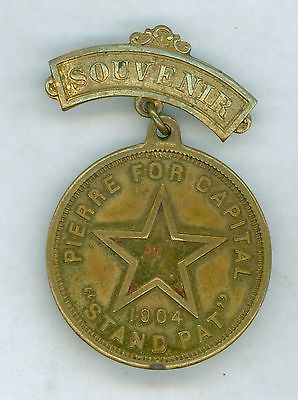 SOUVENIR
PIERRE FOR CAPITAL
1904
"STAND PAT"